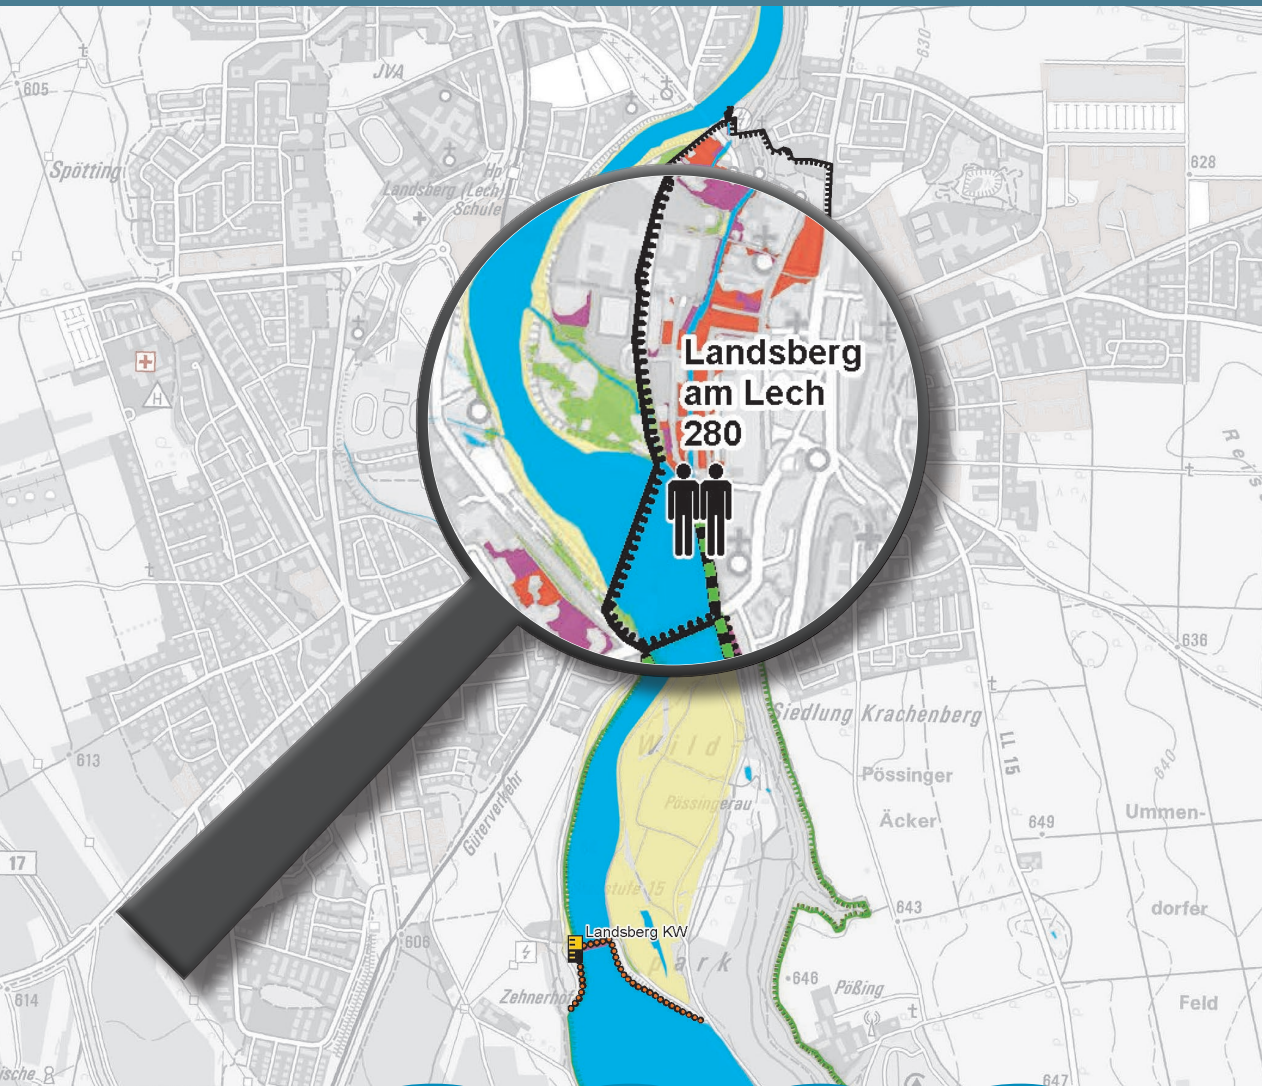 630
JVA
605
Spötting
Hp
Landsberg (Lech)
Schule
628
H
Landsberg
am Lech
280
636
Siedlung Krachenberg
LL 15
640
613
Wild-
Pössinger
Äcker
Pössingerau
Ummen-
649
Güterverkehr
17
stufe 15
dorfer
643
Landsberg KW
606
park
646
Pößing
Zehnerhof
614
Feld
647